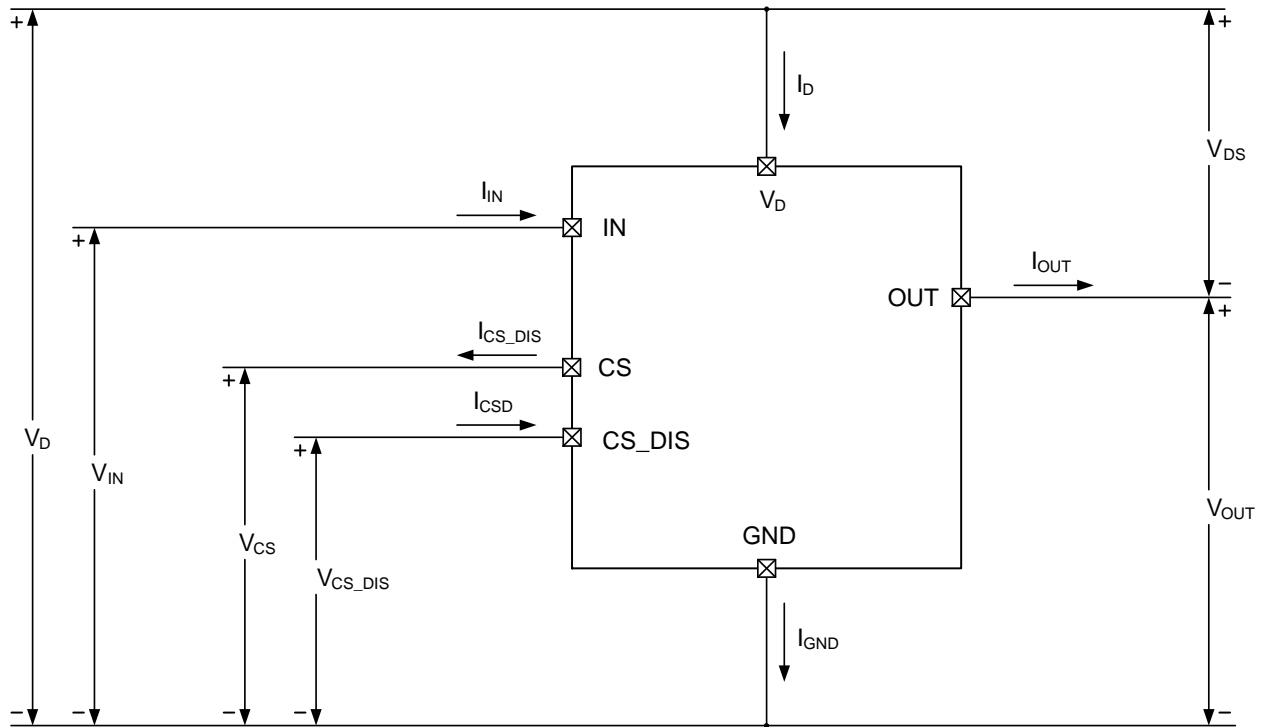 +
+
I_D
V_DS
V_D
I_IN
IN
+
I_OUT
OUT
−
+
I_CS_DIS
CS
+
I_CSD
CS_DIS
+
V_D
V_IN
V_OUT
GND
V_CS
V_CS_DIS
I_GND
−
−
−
−
−